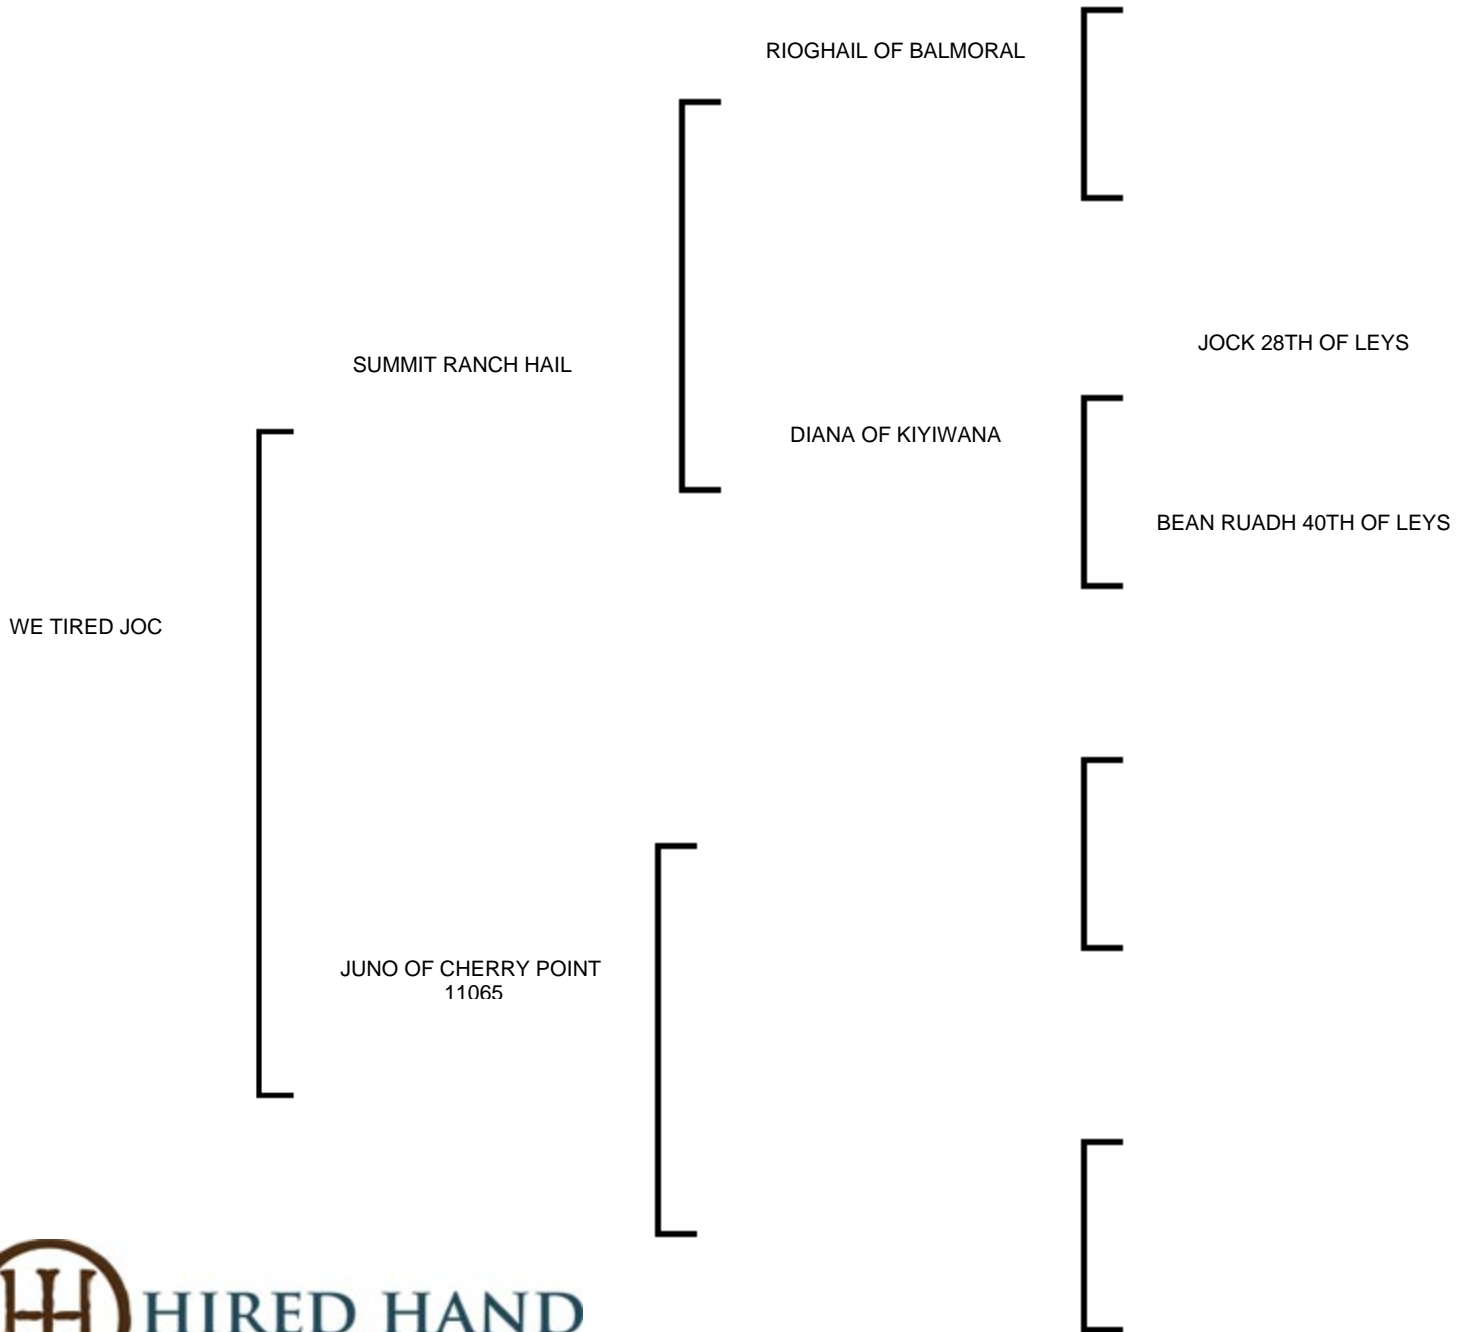 RIOGHAIL OF BALMORAL
JOCK 28TH OF LEYS
SUMMIT RANCH HAIL
DIANA OF KIYIWANA
BEAN RUADH 40TH OF LEYS
WE TIRED JOC
JUNO OF CHERRY POINT
11065
HIRED HAND